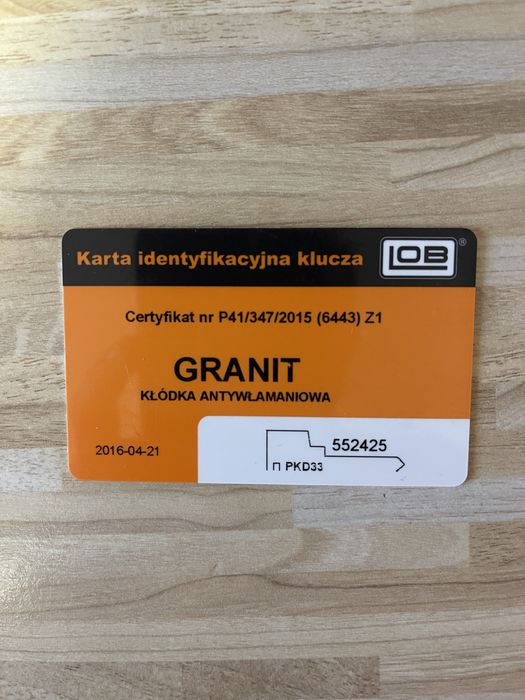 Karta identyfikacyjna klucza
LOB®
Certyfikat nr P41/347/2015 (6443) Z1
GRANIT
KŁÓDKA ANTYWŁAMANIOWA
2016-04-21
552425
П PKD33